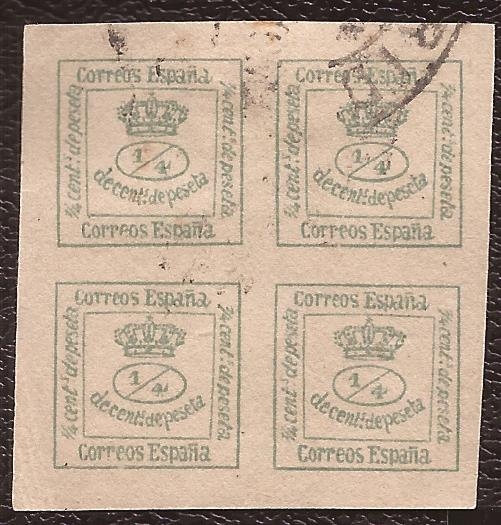 Correos España
¼ cent.º de peseta
1/4
de cent.º de peseta
¼ cent.º de peseta
Correos España
Correos España
¼ cent.º de peseta
1/4
de cent.º de peseta
¼ cent.º de peseta
Correos España
Correos España
¼ cent.º de peseta
1/4
de cent.º de peseta
¼ cent.º de peseta
Correos España
Correos España
¼ cent.º de peseta
1/4
de cent.º de peseta
¼ cent.º de peseta
Correos España